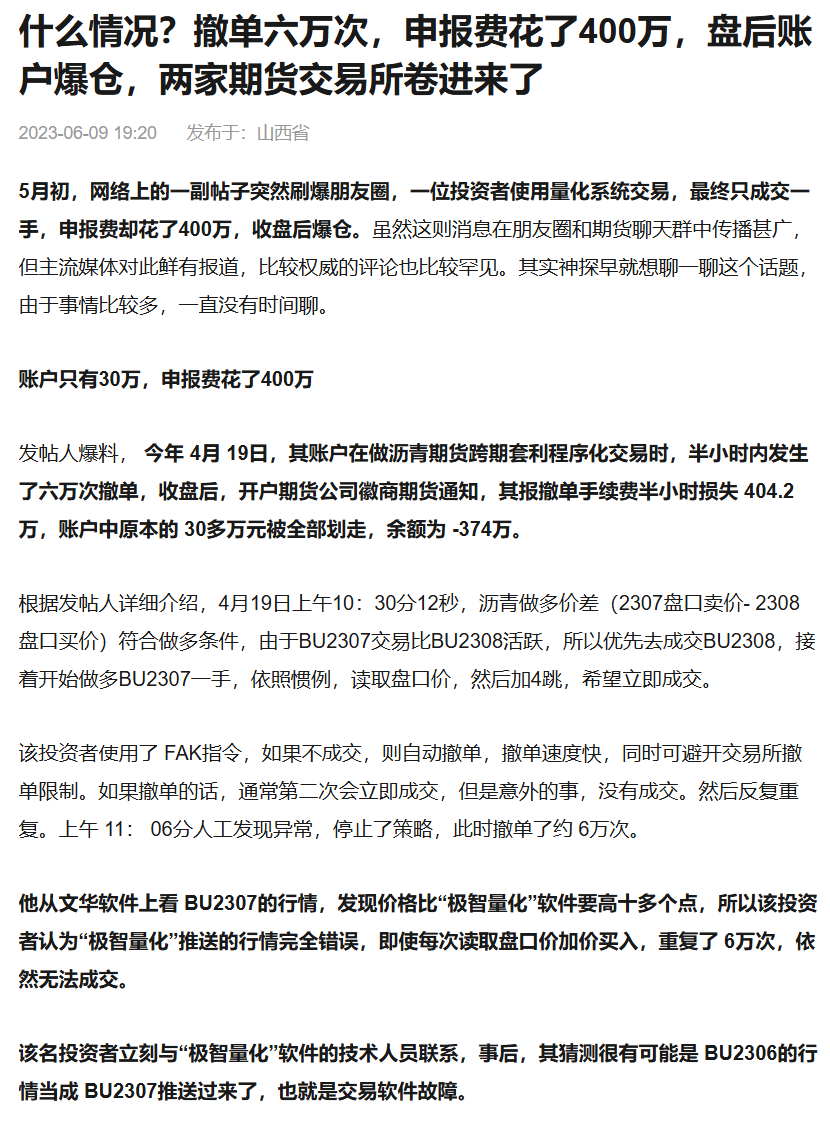 什么情况？撤单六万次，申报费花了400万，盘后账
户爆仓，两家期货交易所卷进来了
2023-06-09 19:20 发布于：山西省
5月初，网络上的一副帖子突然刷爆朋友圈，一位投资者使用量化系统交易，最终只成交一
手，申报费却花了400万，收盘后爆仓。虽然这则消息在朋友圈和期货聊天群中传播甚广，
但主流媒体对此鲜有报道，比较权威的评论也比较罕见。其实神探早就想聊一聊这个话题，
由于事情比较多，一直没有时间聊。
账户只有30万，申报费花了400万
发帖人爆料， 今年 4月 19日，其账户在做沥青期货跨期套利程序化交易时，半小时内发生
了六万次撤单，收盘后，开户期货公司徽商期货通知，其报撤单手续费半小时损失 404.2
万，账户中原本的 30多万元被全部划走，余额为 -374万。
根据发帖人详细介绍，4月19日上午10：30分12秒，沥青做多价差（2307盘口卖价- 2308
盘口买价）符合做多条件，由于BU2307交易比BU2308活跃，所以优先去成交BU2308，接
着开始做多BU2307一手，依照惯例，读取盘口价，然后加4跳，希望立即成交。
该投资者使用了 FAK指令，如果不成交，则自动撤单，撤单速度快，同时可避开交易所撤
单限制。如果撤单的话，通常第二次会立即成交，但是意外的事，没有成交。然后反复重
复。上午 11： 06分人工发现异常，停止了策略，此时撤单了约 6万次。
他从文华软件上看 BU2307的行情，发现价格比“极智量化”软件要高十多个点，所以该投资
者认为“极智量化”推送的行情完全错误，即使每次读取盘口价加价买入，重复了 6万次，依
然无法成交。
该名投资者立刻与“极智量化”软件的技术人员联系，事后，其猜测很有可能是 BU2306的行
情当成 BU2307推送过来了，也就是交易软件故障。